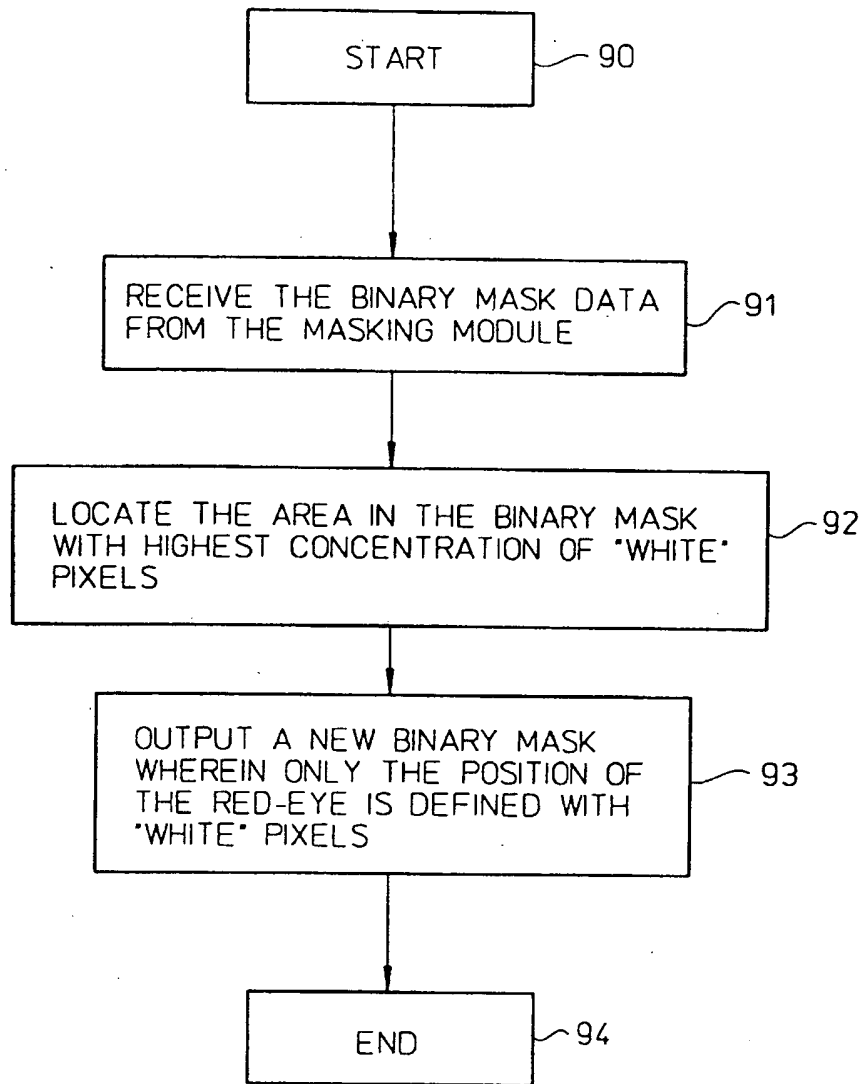 START
90
RECEIVE THE BINARY MASK DATA
FROM THE MASKING MODULE
91
LOCATE THE AREA IN THE BINARY MASK
WITH HIGHEST CONCENTRATION OF "WHITE"
PIXELS
92
OUTPUT A NEW BINARY MASK
WHEREIN ONLY THE POSITION OF
THE RED-EYE IS DEFINED WITH
"WHITE" PIXELS
93
END
94